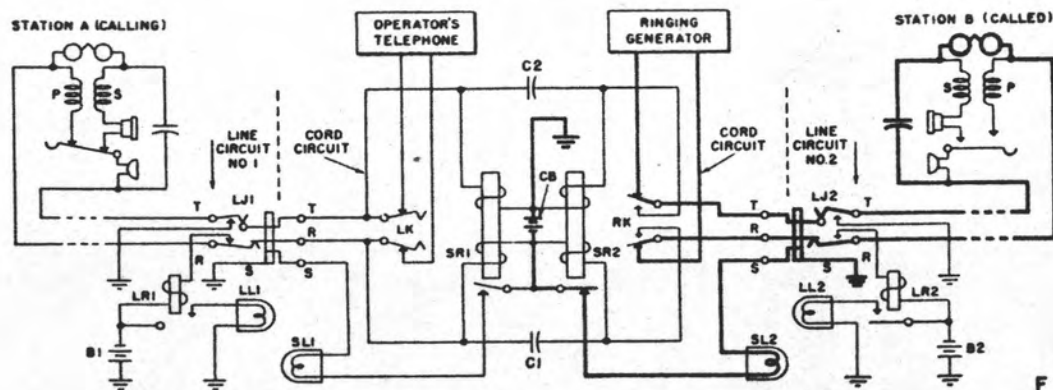 STATION A (CALLING)
OPERATOR'S
TELEPHONE
RINGING
GENERATOR
STATION B (CALLED)
P
S
C2
S
P
LINE
CIRCUIT
NO. 1
CORD
CIRCUIT
CORD
CIRCUIT
LINE
CIRCUIT
NO.2
CB
LJ1
LJ2
T
T
T
T
LK
RK
R
R
R
R
SR1
SR2
S
S
S
S
LR1
LL1
LL2
LR2
SL1
SL2
B1
C1
B2
F